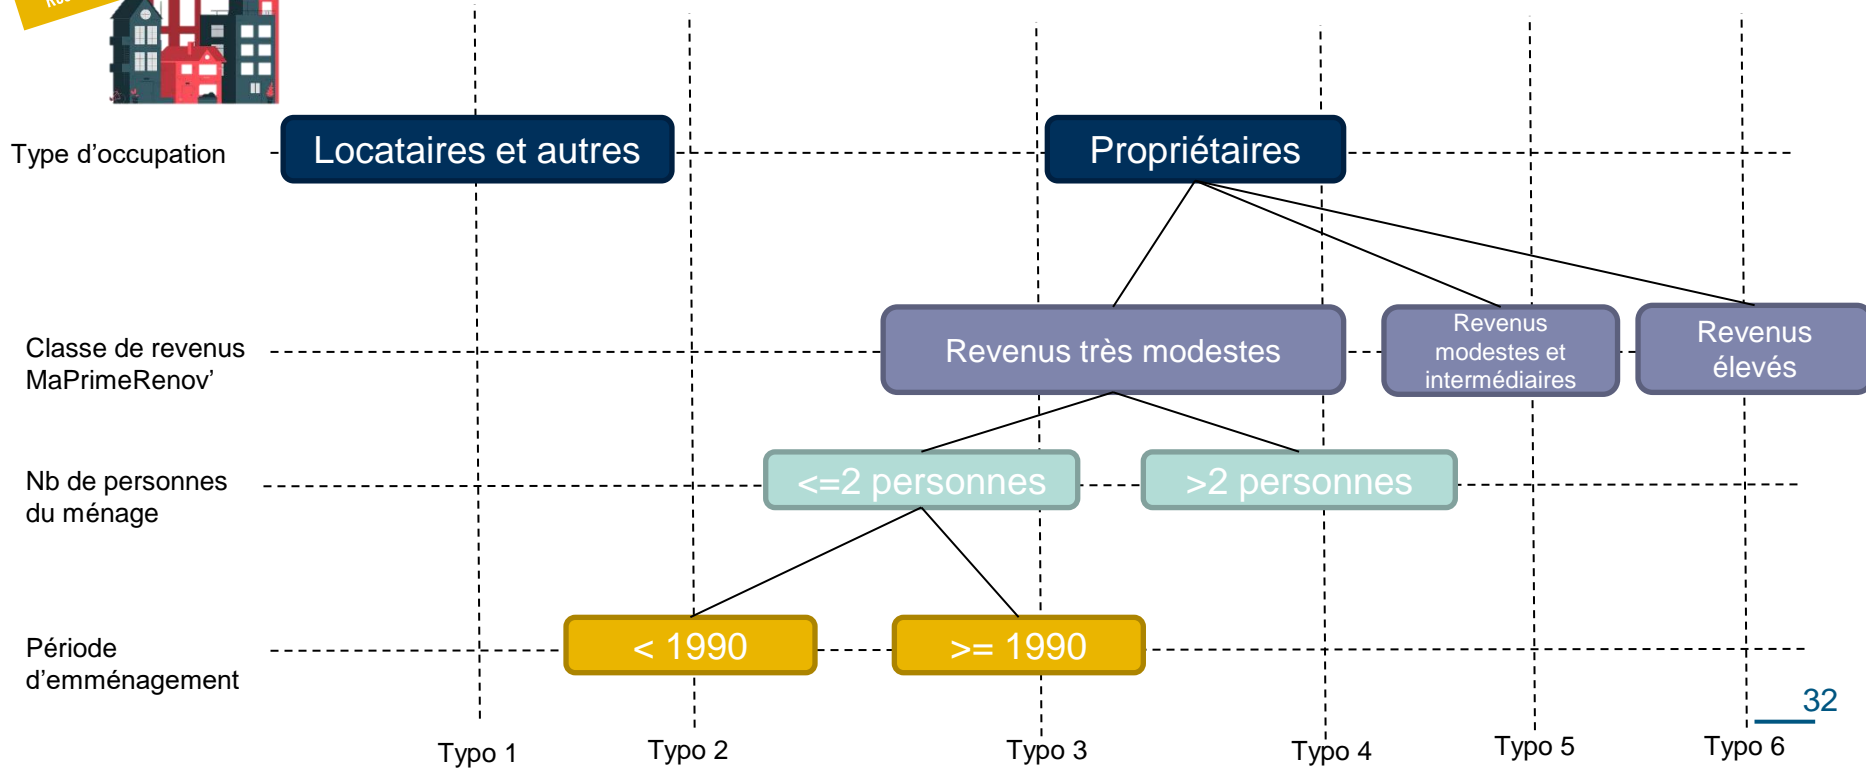 Type d’occupation
Locataires et autres
Propriétaires
Classe de revenus
MaPrimeRenov’
Revenus très modestes
Revenus
modestes et
intermédiaires
Revenus
élevés
Nb de personnes
du ménage
<=2 personnes
>2 personnes
Période
d’emménagement
< 1990
>= 1990
32
Typo 1
Typo 2
Typo 3
Typo 4
Typo 5
Typo 6